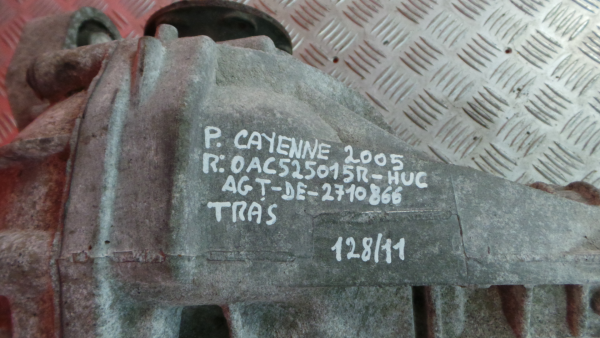 P. CAYENNE 2005
R: 0AC525015R-HUC
AGT-DE-2710866
TRAS
128/11